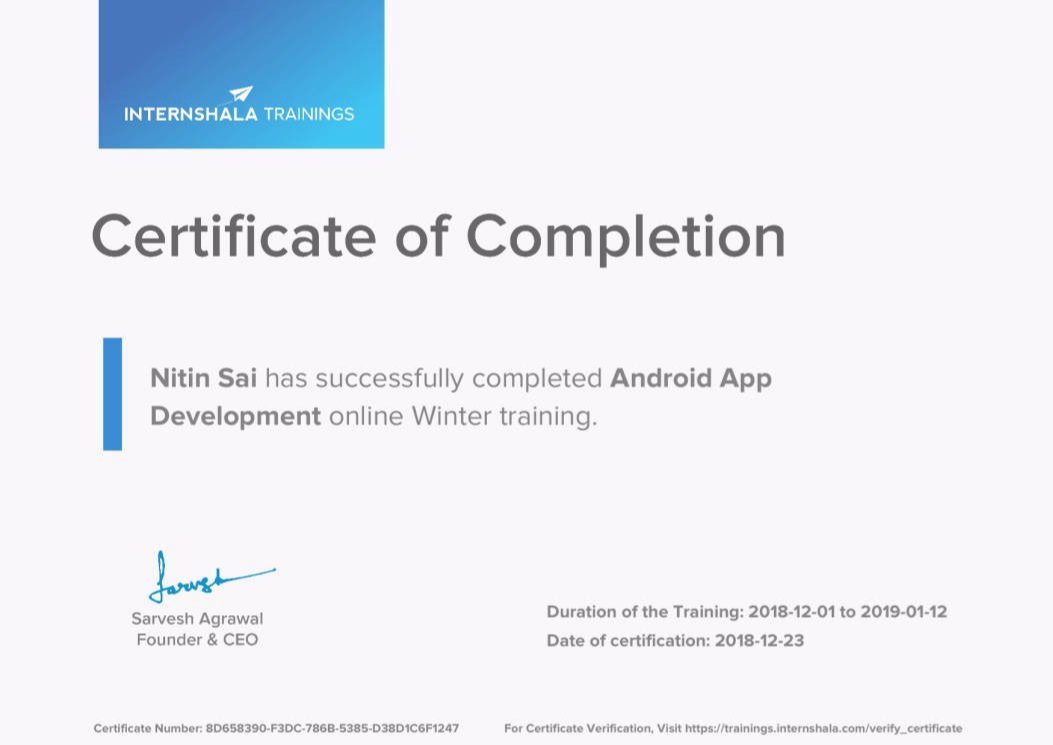 INTERNSHALA TRAININGS
Certificate of Completion
Nitin Sai has successfully completed Android App
Development online Winter training.
Sarvesh
Sarvesh Agrawal
Founder & CEO
Duration of the Training: 2018-12-01 to 2019-01-12
Date of certification: 2018-12-23
Certificate Number: 8D658390-F3DC-786B-5385-D38D1C6F1247
For Certificate Verification, Visit https://trainings.internshala.com/verify_certificate